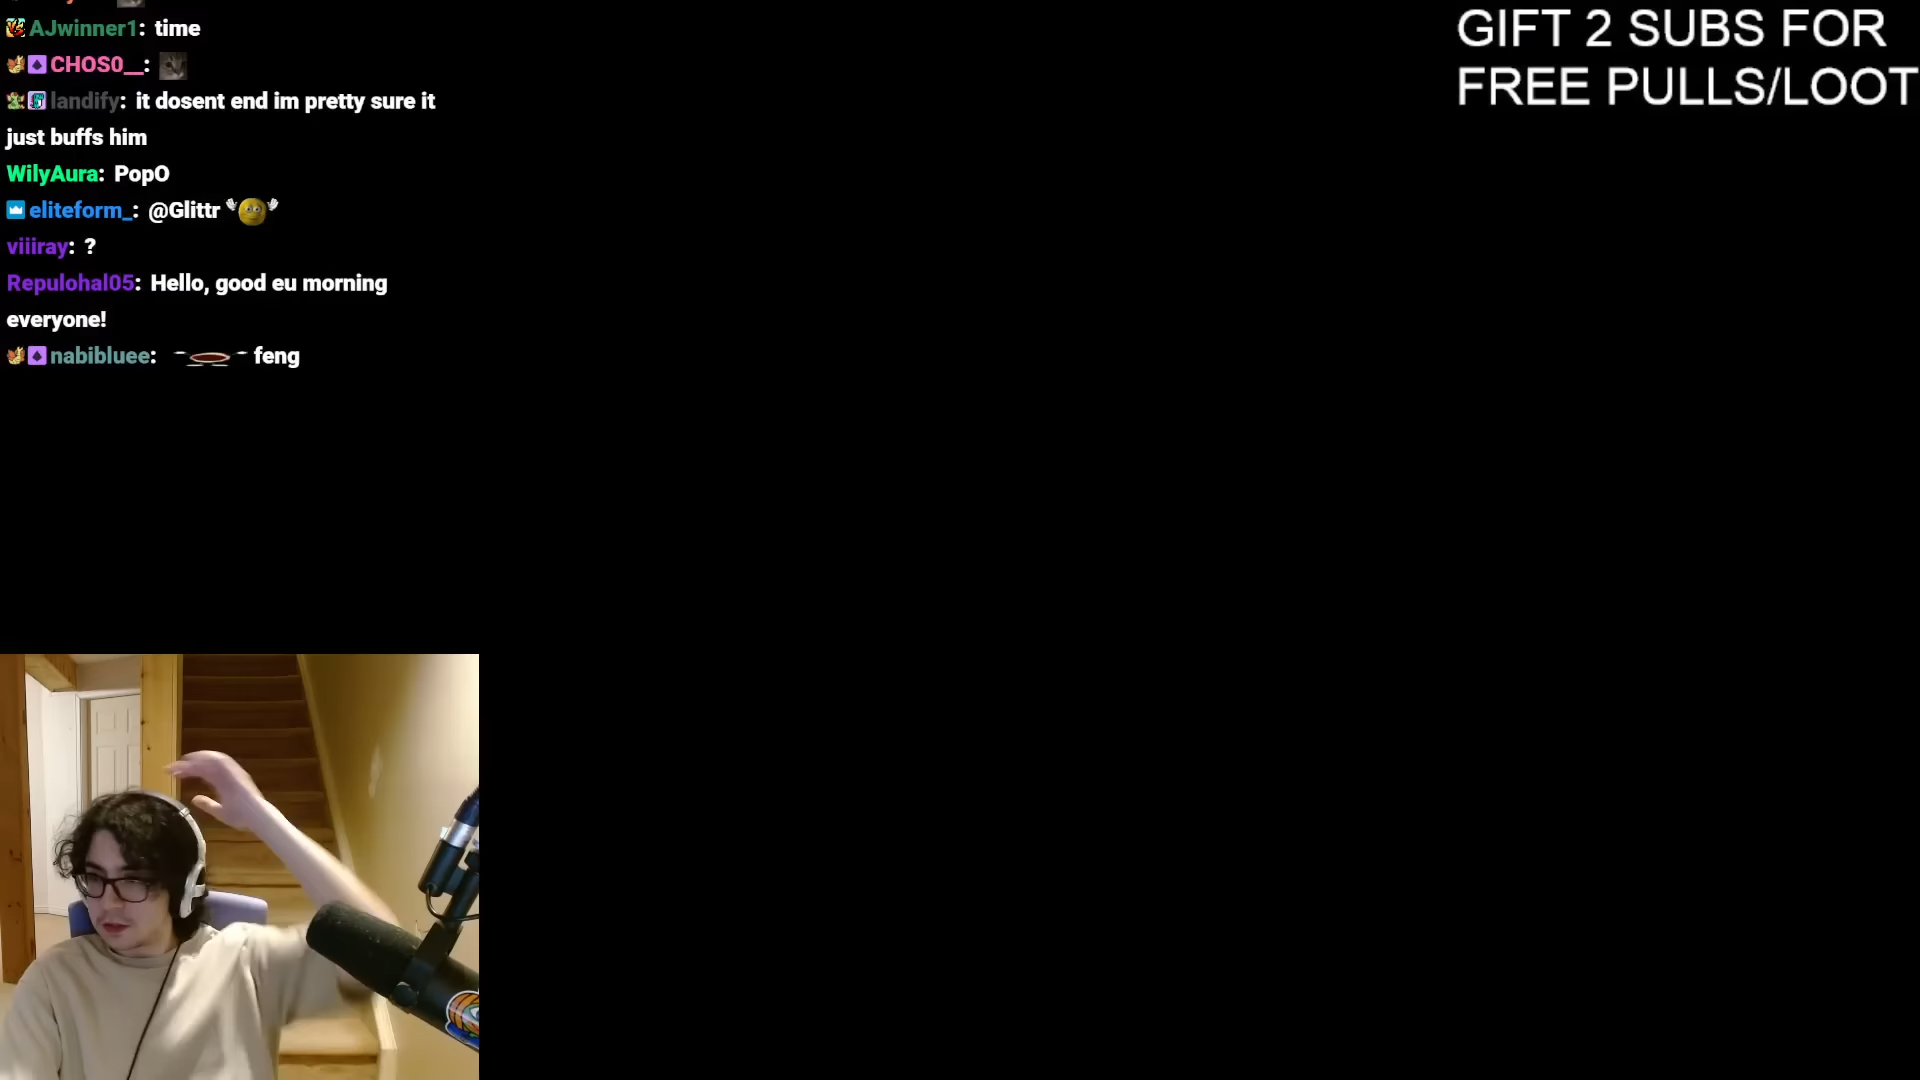 AJwinner1: time
CHOS0__:
landify: it dosent end im pretty sure it
just buffs him
WilyAura: PopO
eliteform_: @Glittr
viiiray: ?
Repulohal05: Hello, good eu morning
everyone!
nabibluee: feng
GIFT 2 SUBS FOR
FREE PULLS/LOOT